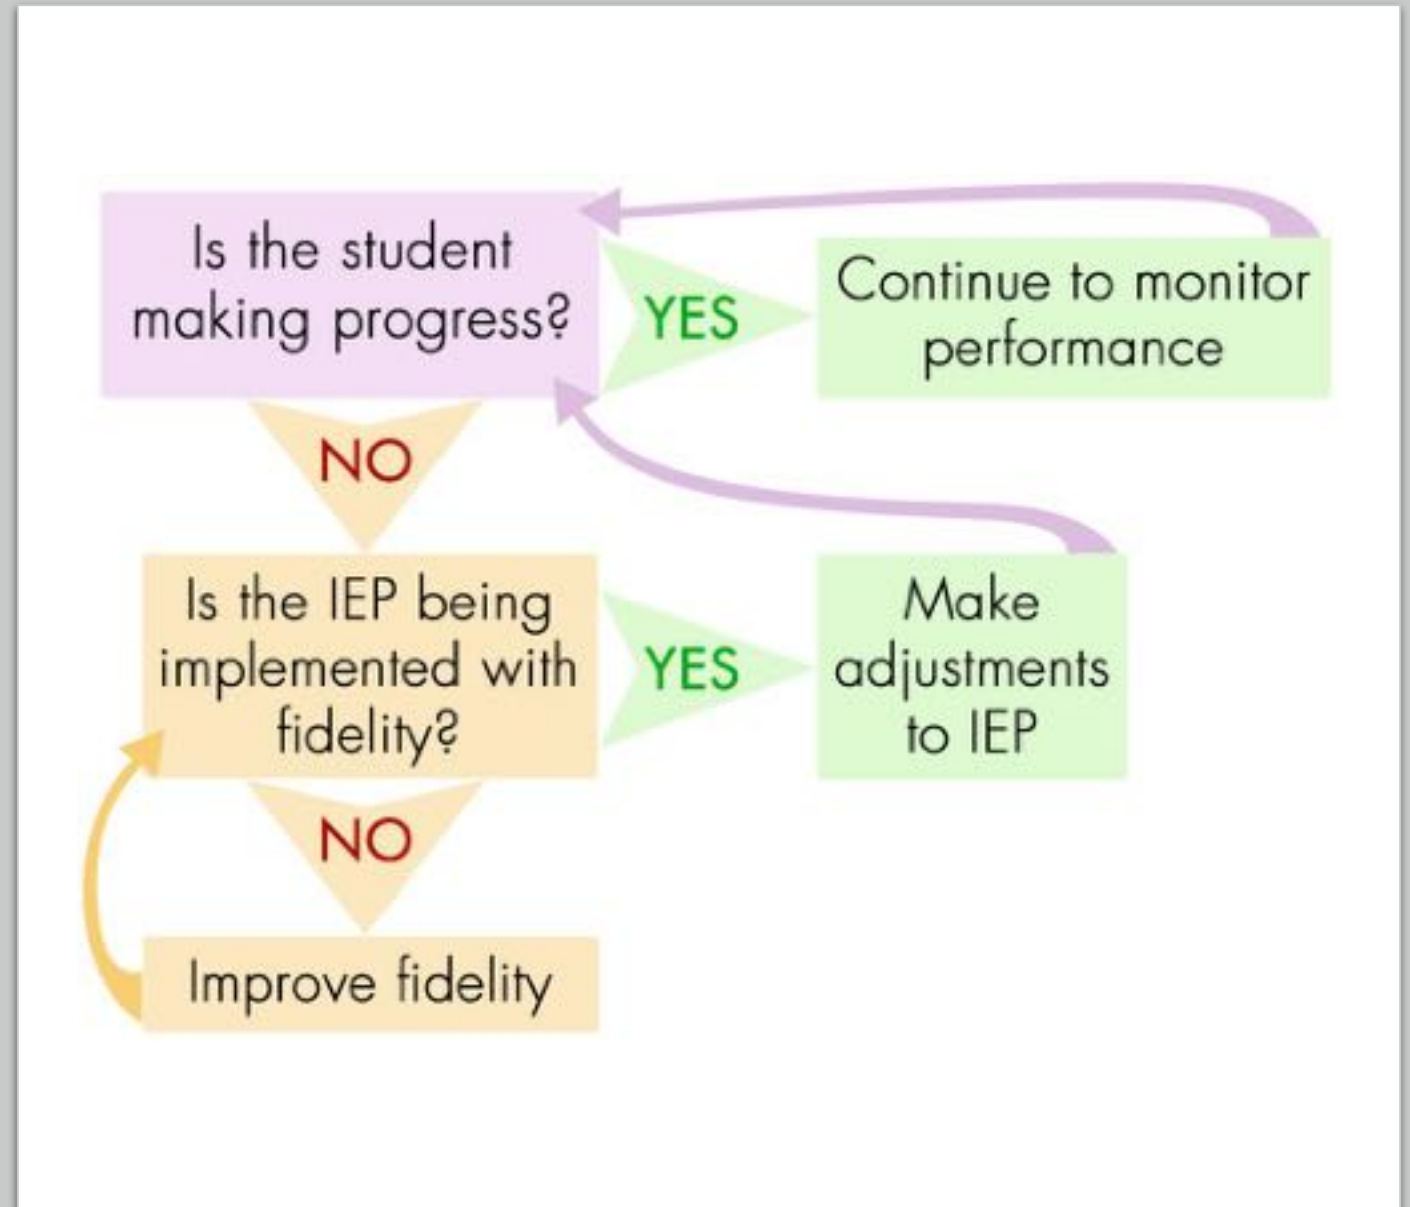 Is the student
making progress?
YES
Continue to monitor
performance
NO
Is the IEP being
implemented with
fidelity?
YES
Make
adjustments
to IEP
NO
Improve fidelity